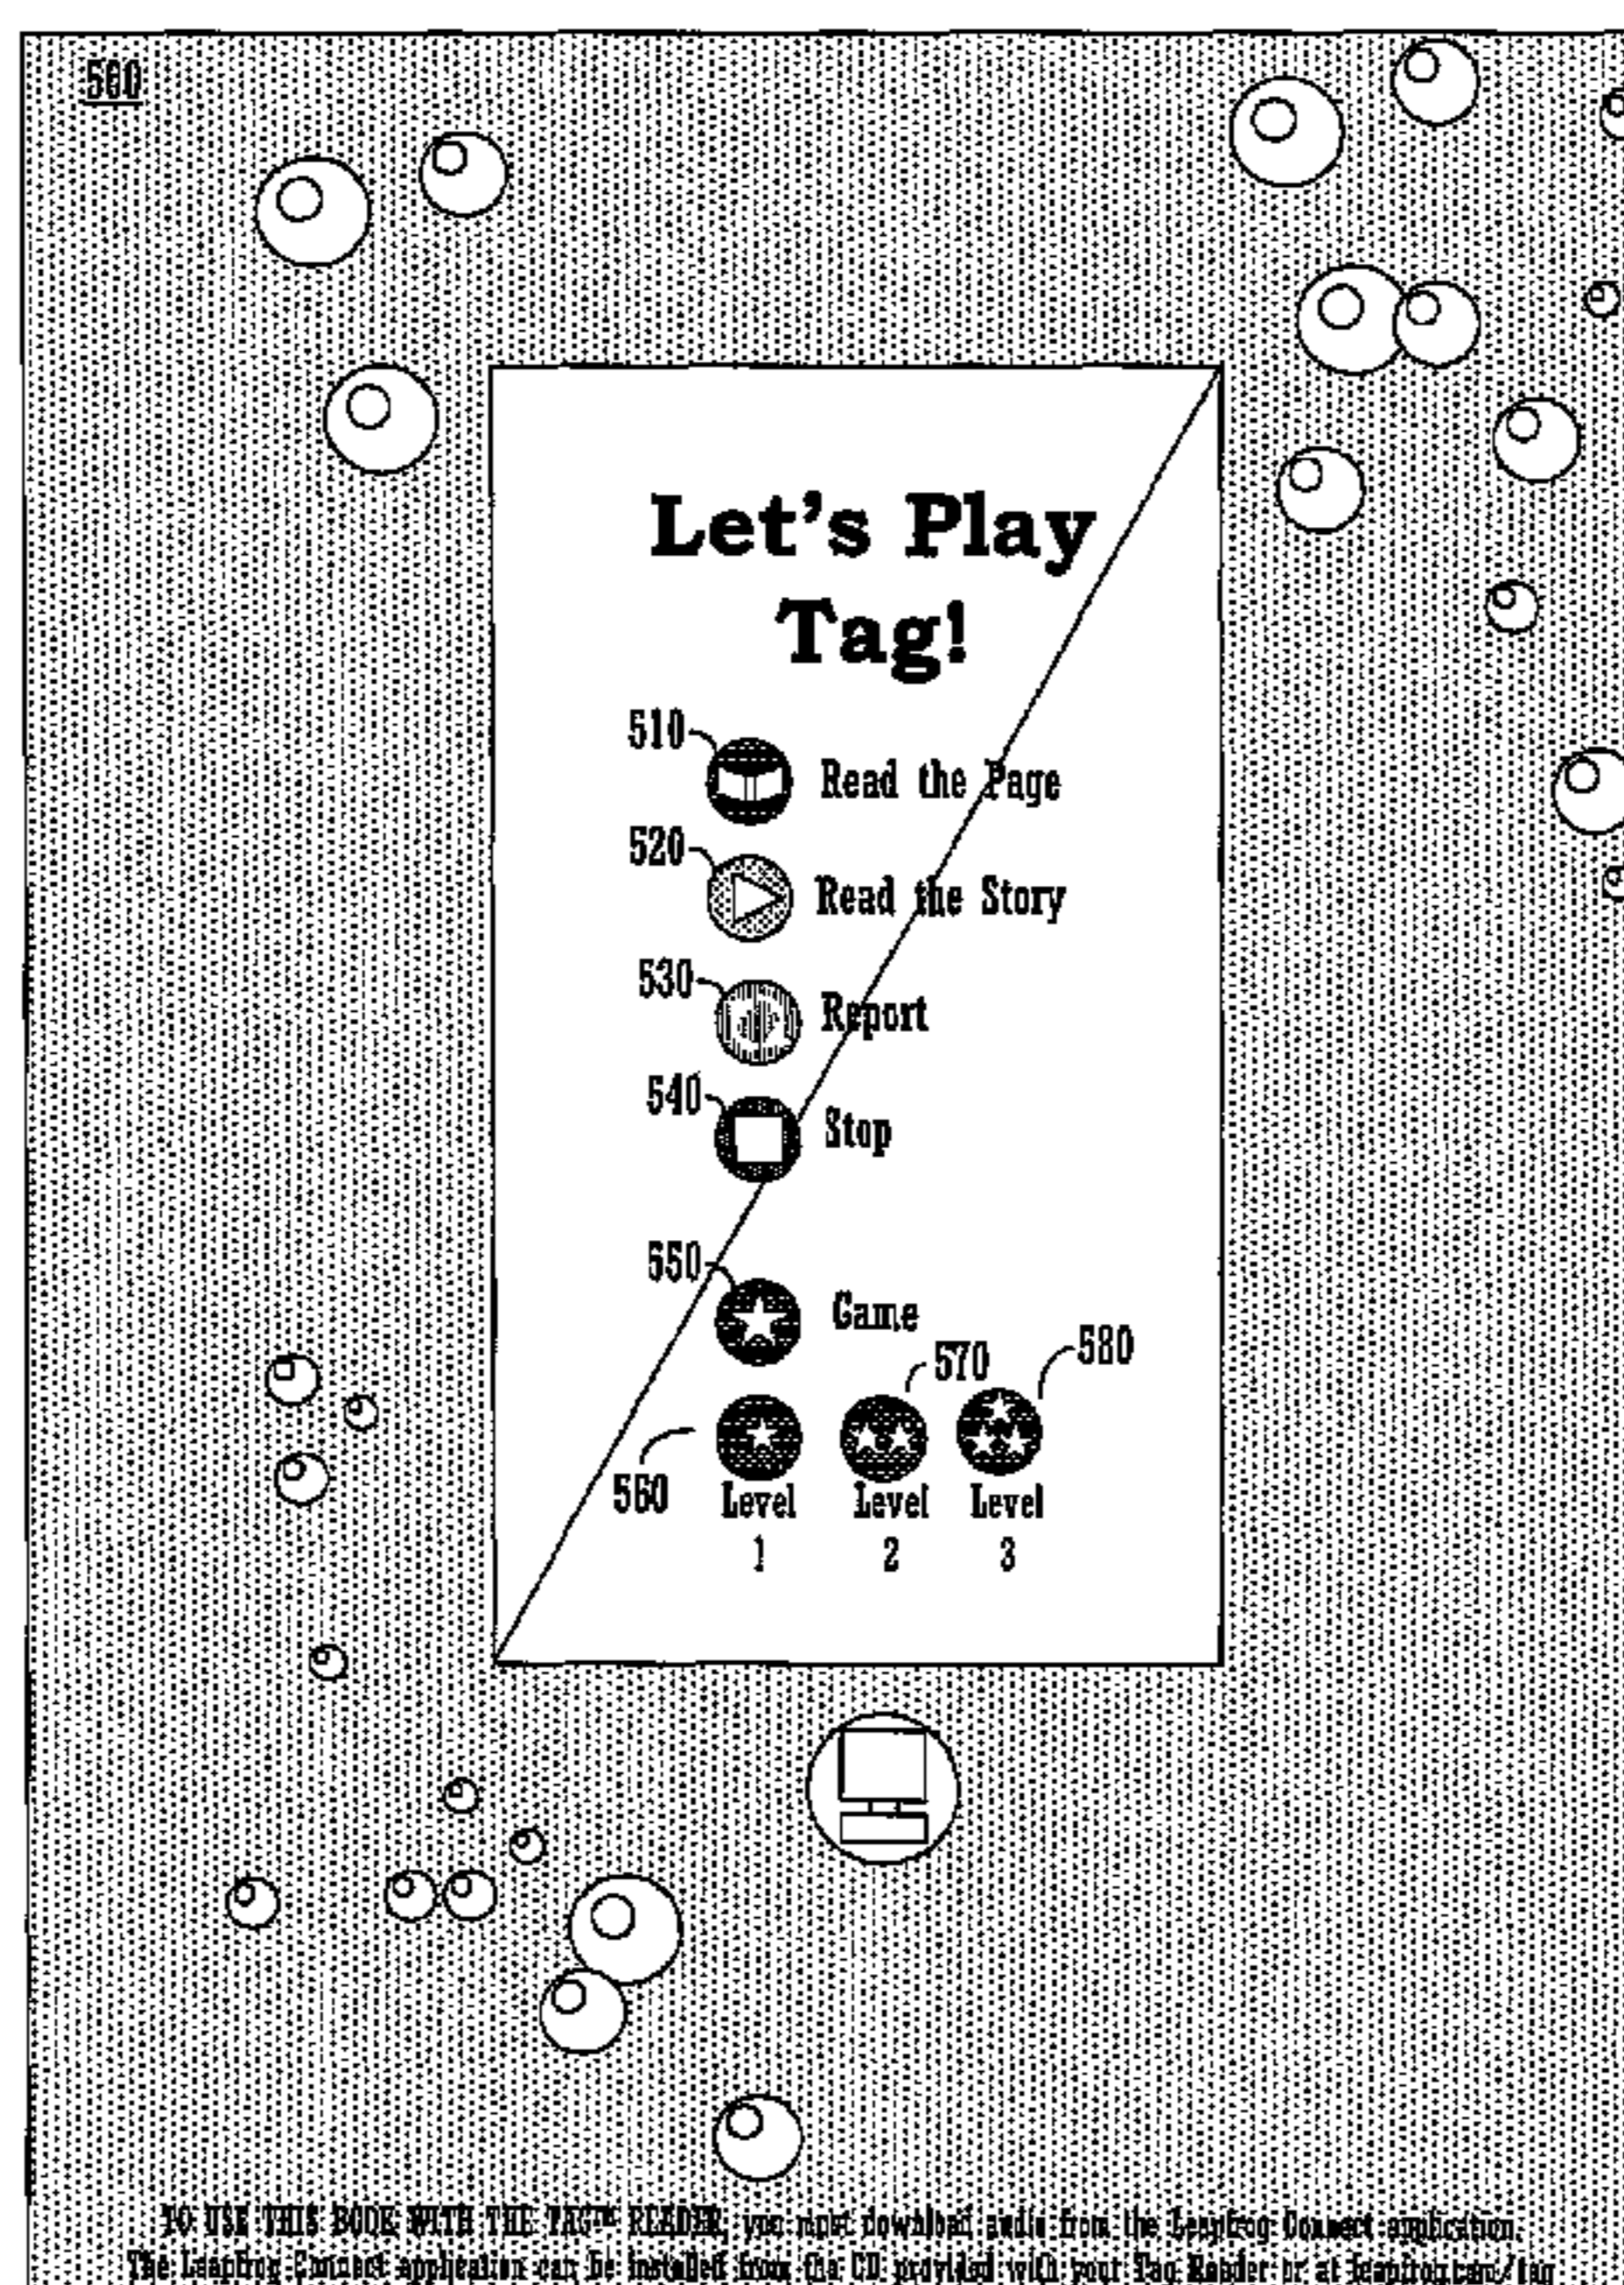 500
Let's Play
Tag!
510
Read the Page
520
Read the Story
530
Report
540
Stop
550
Game
570
580
560
Level Level Level
1 2 3
TO USE THIS BOOK WITH THE TAG™ READER, you must download audio from the Leapfrog Connect application.
The Leapfrog Connect application can be installed from the CD provided with your Tag Reader or at leapfrog.com/tag